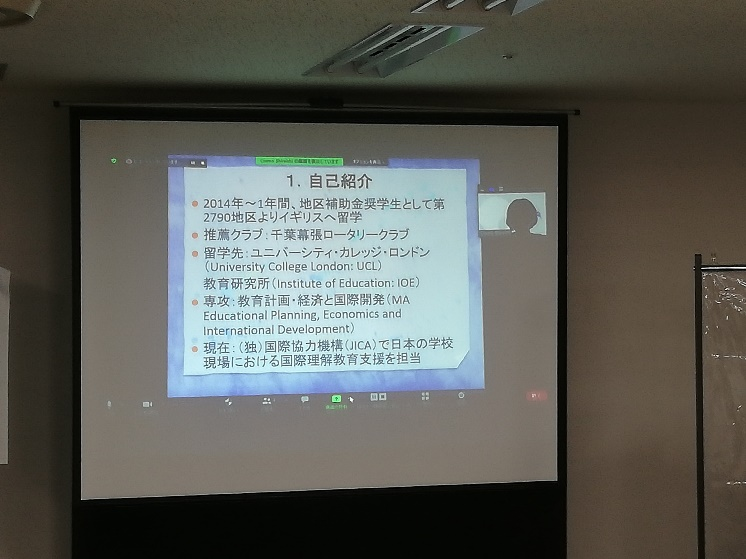 １．自己紹介
2014年～1年間、地区補助金奨学生として第
2790地区よりイギリスへ留学
推薦クラブ：千葉幕張ロータリークラブ
留学先：ユニバーシティ・カレッジ・ロンドン
（University College London: UCL）
教育研究所（Institute of Education: IOE）
専攻：教育計画・経済と国際開発（MA
Educational Planning, Economics and
International Development）
現在：（独）国際協力機構（JICA）で日本の学校
現場における国際理解教育支援を担当